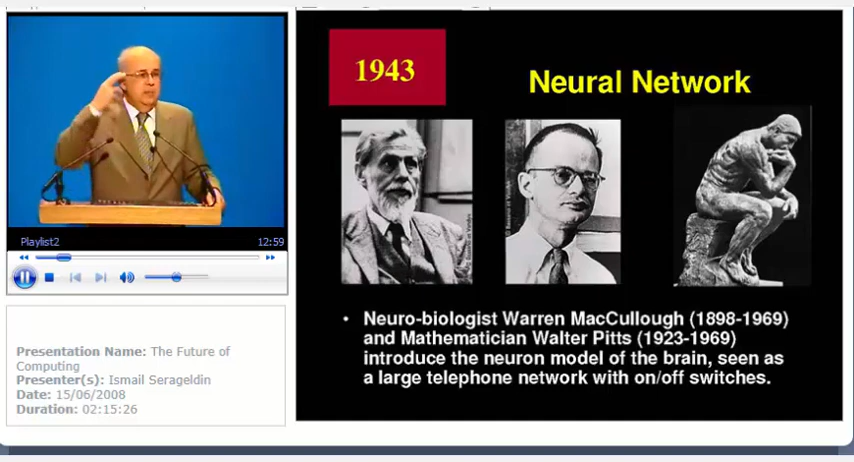 1943
Neural Network
Playlist2
12:59
• Neuro-biologist Warren MacCullough (1898-1969)
and Mathematician Walter Pitts (1923-1969)
introduce the neuron model of the brain, seen as
a large telephone network with on/off switches.
Presentation Name: The Future of
Computing
Presenter(s): Ismail Serageldin
Date: 15/06/2008
Duration: 02:15:26